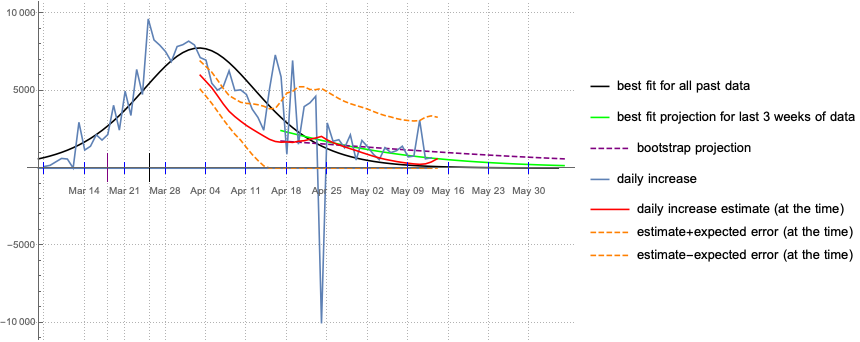 10 000
5000
−5000
−10 000
Mar 14 Mar 21 Mar 28 Apr 04 Apr 11 Apr 18 Apr 25 May 02 May 09 May 16 May 23 May 30
best fit for all past data
best fit projection for last 3 weeks of data
bootstrap projection
daily increase
daily increase estimate (at the time)
estimate+expected error (at the time)
estimate−expected error (at the time)